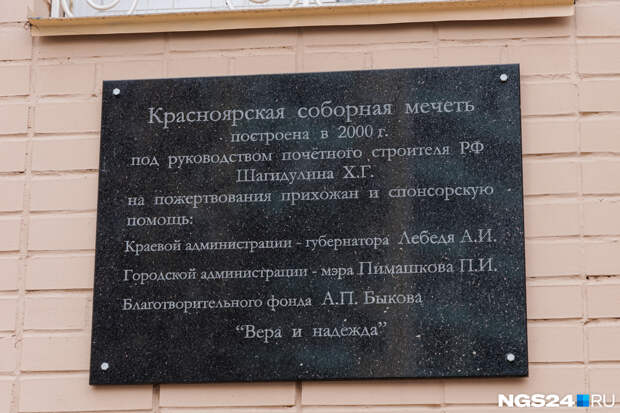 Красноярская соборная мечеть
построена в 2000 г.
под руководством почётного строителя РФ
Шагидулина Х.Г.
на пожертвования прихожан и спонсорскую
помощь:
Краевой администрации - губернатора Лебедя А.И.
Городской администрации - мэра Пимашкова П.И.
Благотворительного фонда А.П. Быкова
“Вера и надежда”
NGS24.RU